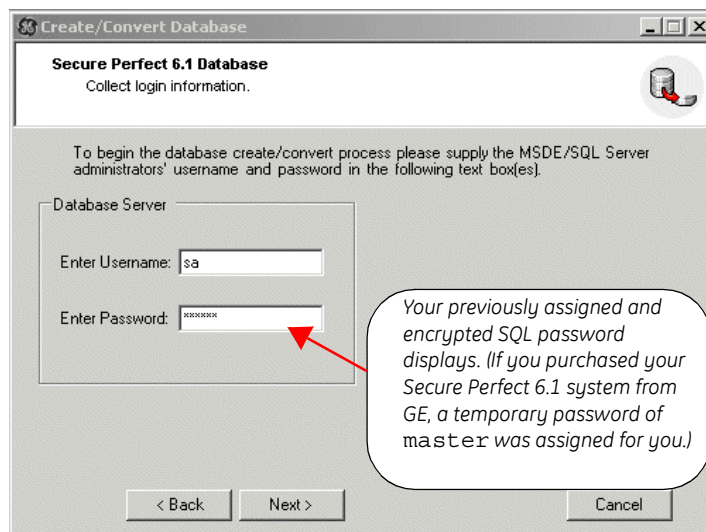 Create/Convert Database
Secure Perfect 6.1 Database
Collect login information.
To begin the database create/convert process please supply the MSDE/SQL Server
administrators' username and password in the following text box(es).
Database Server
Enter Username: sa
Enter Password: xxxxxx
Your previously assigned and
encrypted SQL password
displays. (If you purchased your
Secure Perfect 6.1 system from
GE, a temporary password of
master was assigned for you.)
< Back
Next >
Cancel